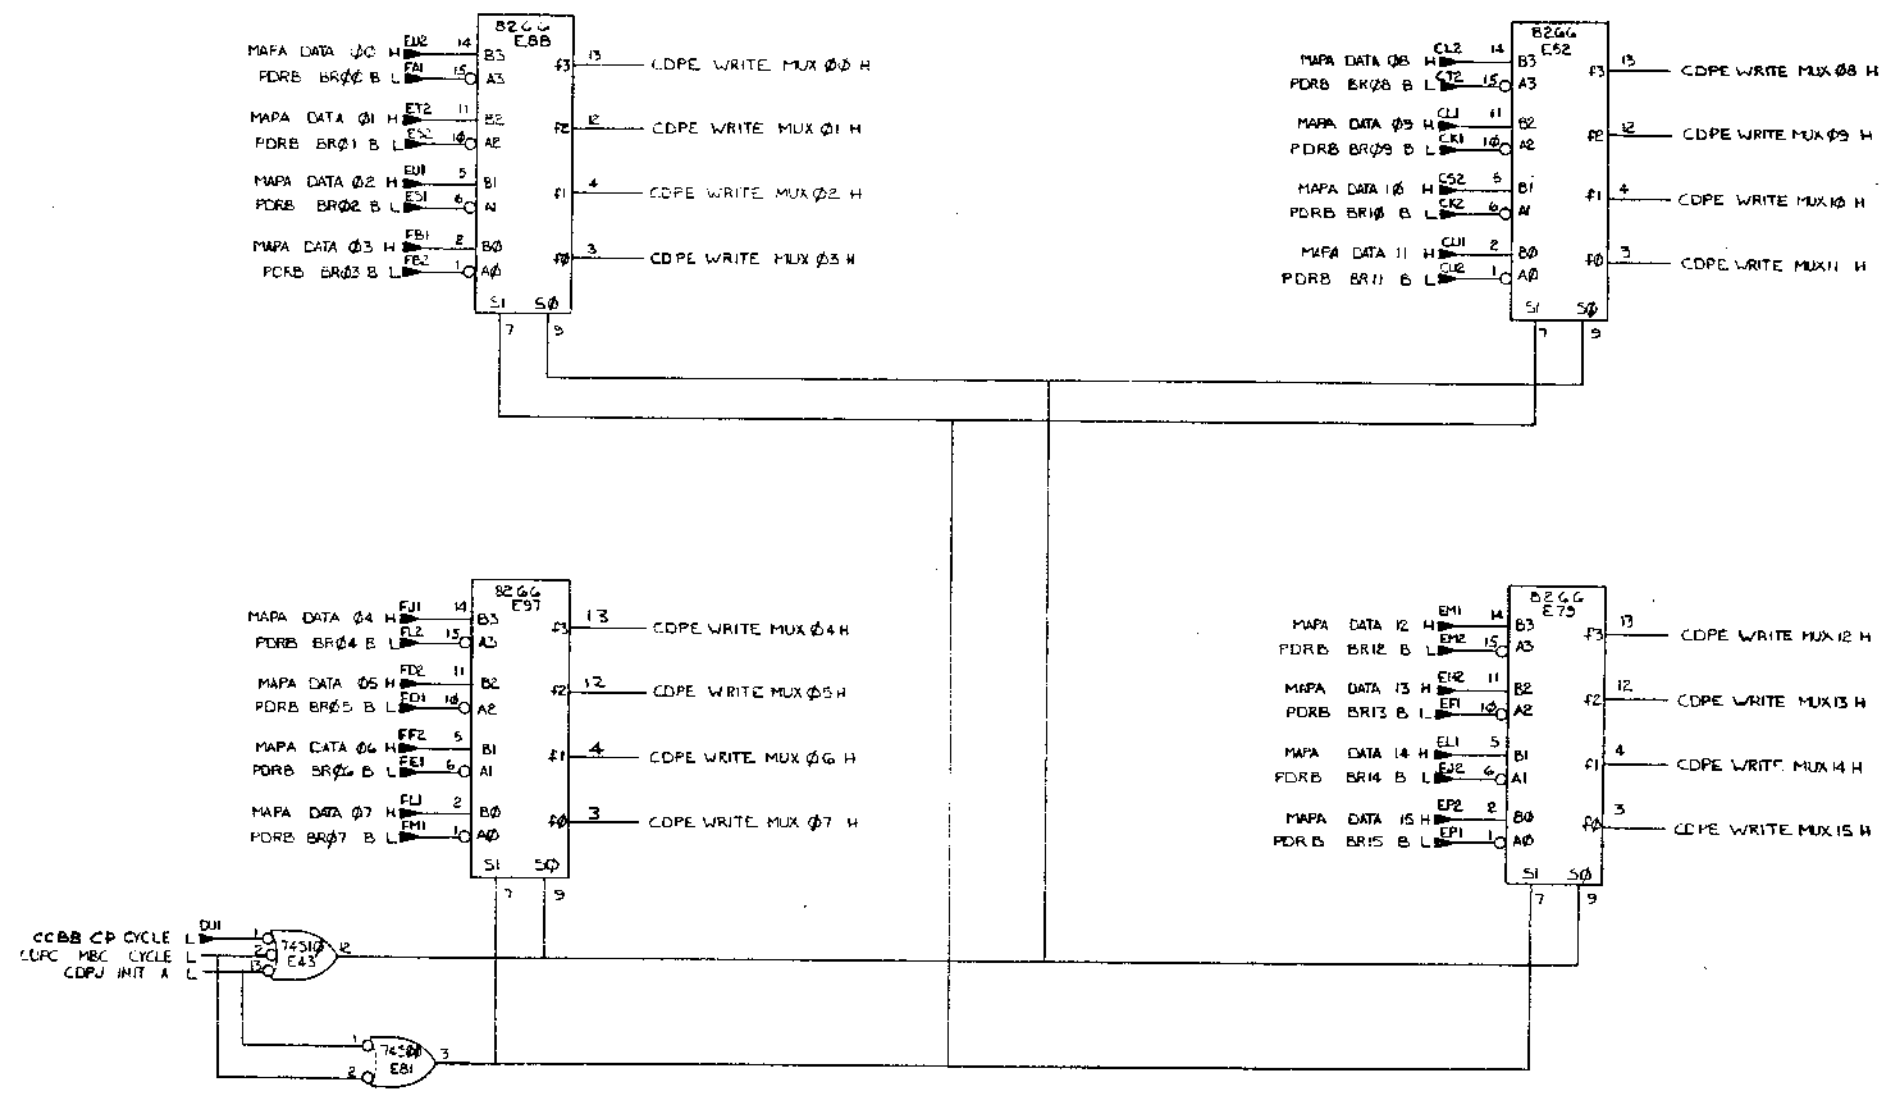 8266
E88
MAPA DATA ØØ H EU2 14 B3
PDRB BRØØ B L FA1 15 A3
f3 13 CDPE WRITE MUX ØØ H
MAPA DATA Ø1 H ET2 11 B2
PDRB BRØ1 B L ES2 1Ø A2
f2 12 CDPE WRITE MUX Ø1 H
MAPA DATA Ø2 H EU1 5 B1
PDRB BRØ2 B L ES1 6 A1
f1 4 CDPE WRITE MUX Ø2 H
MAPA DATA Ø3 H FB1 2 BØ
PDRB BRØ3 B L FB2 1 AØ
fØ 3 CDPE WRITE MUX Ø3 H
S1 SØ
7 9
8266
E52
MAPA DATA Ø8 H CL2 14 B3
PDRB BRØ8 B L CT2 15 A3
f3 13 CDPE WRITE MUX Ø8 H
MAPA DATA Ø9 H CL1 11 B2
PDRB BRØ9 B L CK1 1Ø A2
f2 12 CDPE WRITE MUX Ø9 H
MAPA DATA 1Ø H CS2 5 B1
PDRB BR1Ø B L CK2 6 A1
f1 4 CDPE WRITE MUX 1Ø H
MAPA DATA 11 H CU1 2 BØ
PDRB BR11 B L CU2 1 AØ
fØ 3 CDPE WRITE MUX 11 H
S1 SØ
7 9
8266
E97
MAPA DATA Ø4 H FJ1 14 B3
PDRB BRØ4 B L FL2 15 A3
f3 13 CDPE WRITE MUX Ø4 H
MAPA DATA Ø5 H FD2 11 B2
PDRB BRØ5 B L FD1 1Ø A2
f2 12 CDPE WRITE MUX Ø5 H
MAPA DATA Ø6 H FF2 5 B1
PDRB BRØ6 B L FE1 6 A1
f1 4 CDPE WRITE MUX Ø6 H
MAPA DATA Ø7 H FL1 2 BØ
PDRB BRØ7 B L FM1 1 AØ
fØ 3 CDPE WRITE MUX Ø7 H
S1 SØ
7 9
8266
E79
MAPA DATA 12 H EM1 14 B3
PDRB BR12 B L EM2 15 A3
f3 13 CDPE WRITE MUX 12 H
MAPA DATA 13 H 11 B2
PDRB BR13 B L EF1 1Ø A2
f2 12 CDPE WRITE MUX 13 H
MAPA DATA 14 H EL1 5 B1
PDRB BR14 B L EJ2 6 A1
f1 4 CDPE WRITE MUX 14 H
MAPA DATA 15 H EP2 2 BØ
PDRB BR15 B L EP1 1 AØ
fØ 3 CDPE WRITE MUX 15 H
S1 SØ
7 9
CCBB CP CYCLE L DU1 1
CDPC MBC CYCLE L 2
CDPJ INIT A L 13
74S1Ø 12
E43
1 74SØØ 3
2 E81